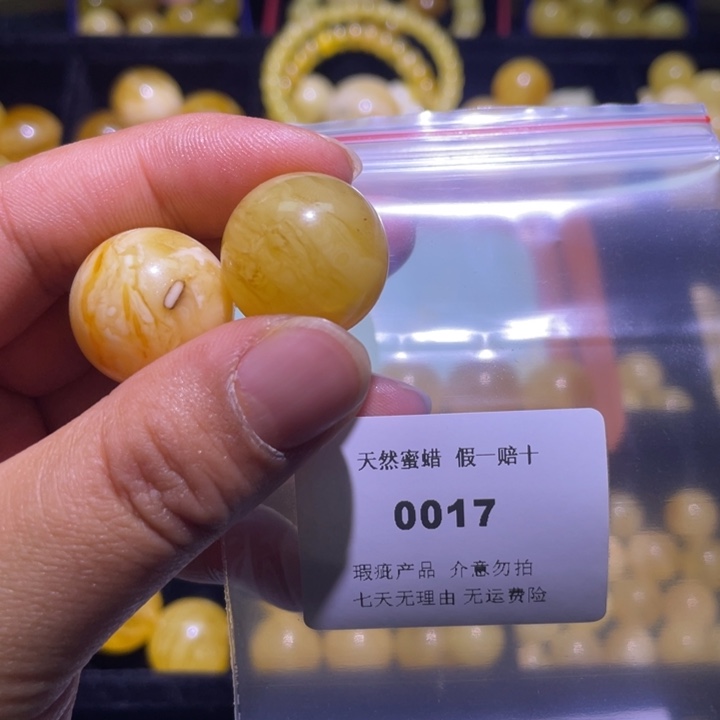 天然蜜蜡 假一赔十
0017
瑕疵产品 介意勿拍
七天无理由 无运费险